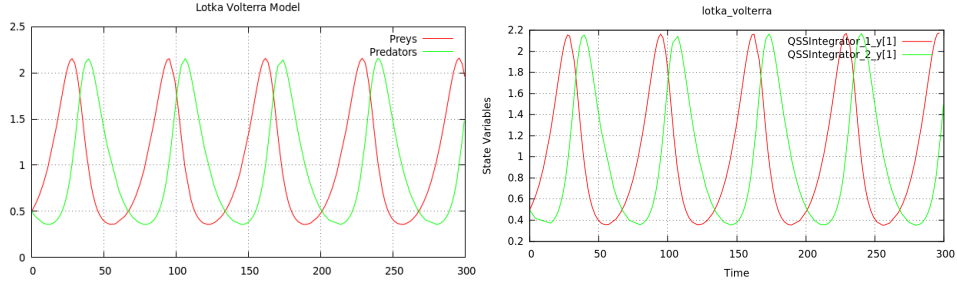 Lotka Volterra Model
2.5
2
1.5
1
0.5
0
Preys
Predators
0 50 100 150 200 250 300
lotka_volterra
State Variables
2.2
2
1.8
1.6
1.4
1.2
1
0.8
0.6
0.4
0.2
QSSIntegrator_1_y[1]
QSSIntegrator_2_y[1]
0 50 100 150 200 250 300
Time